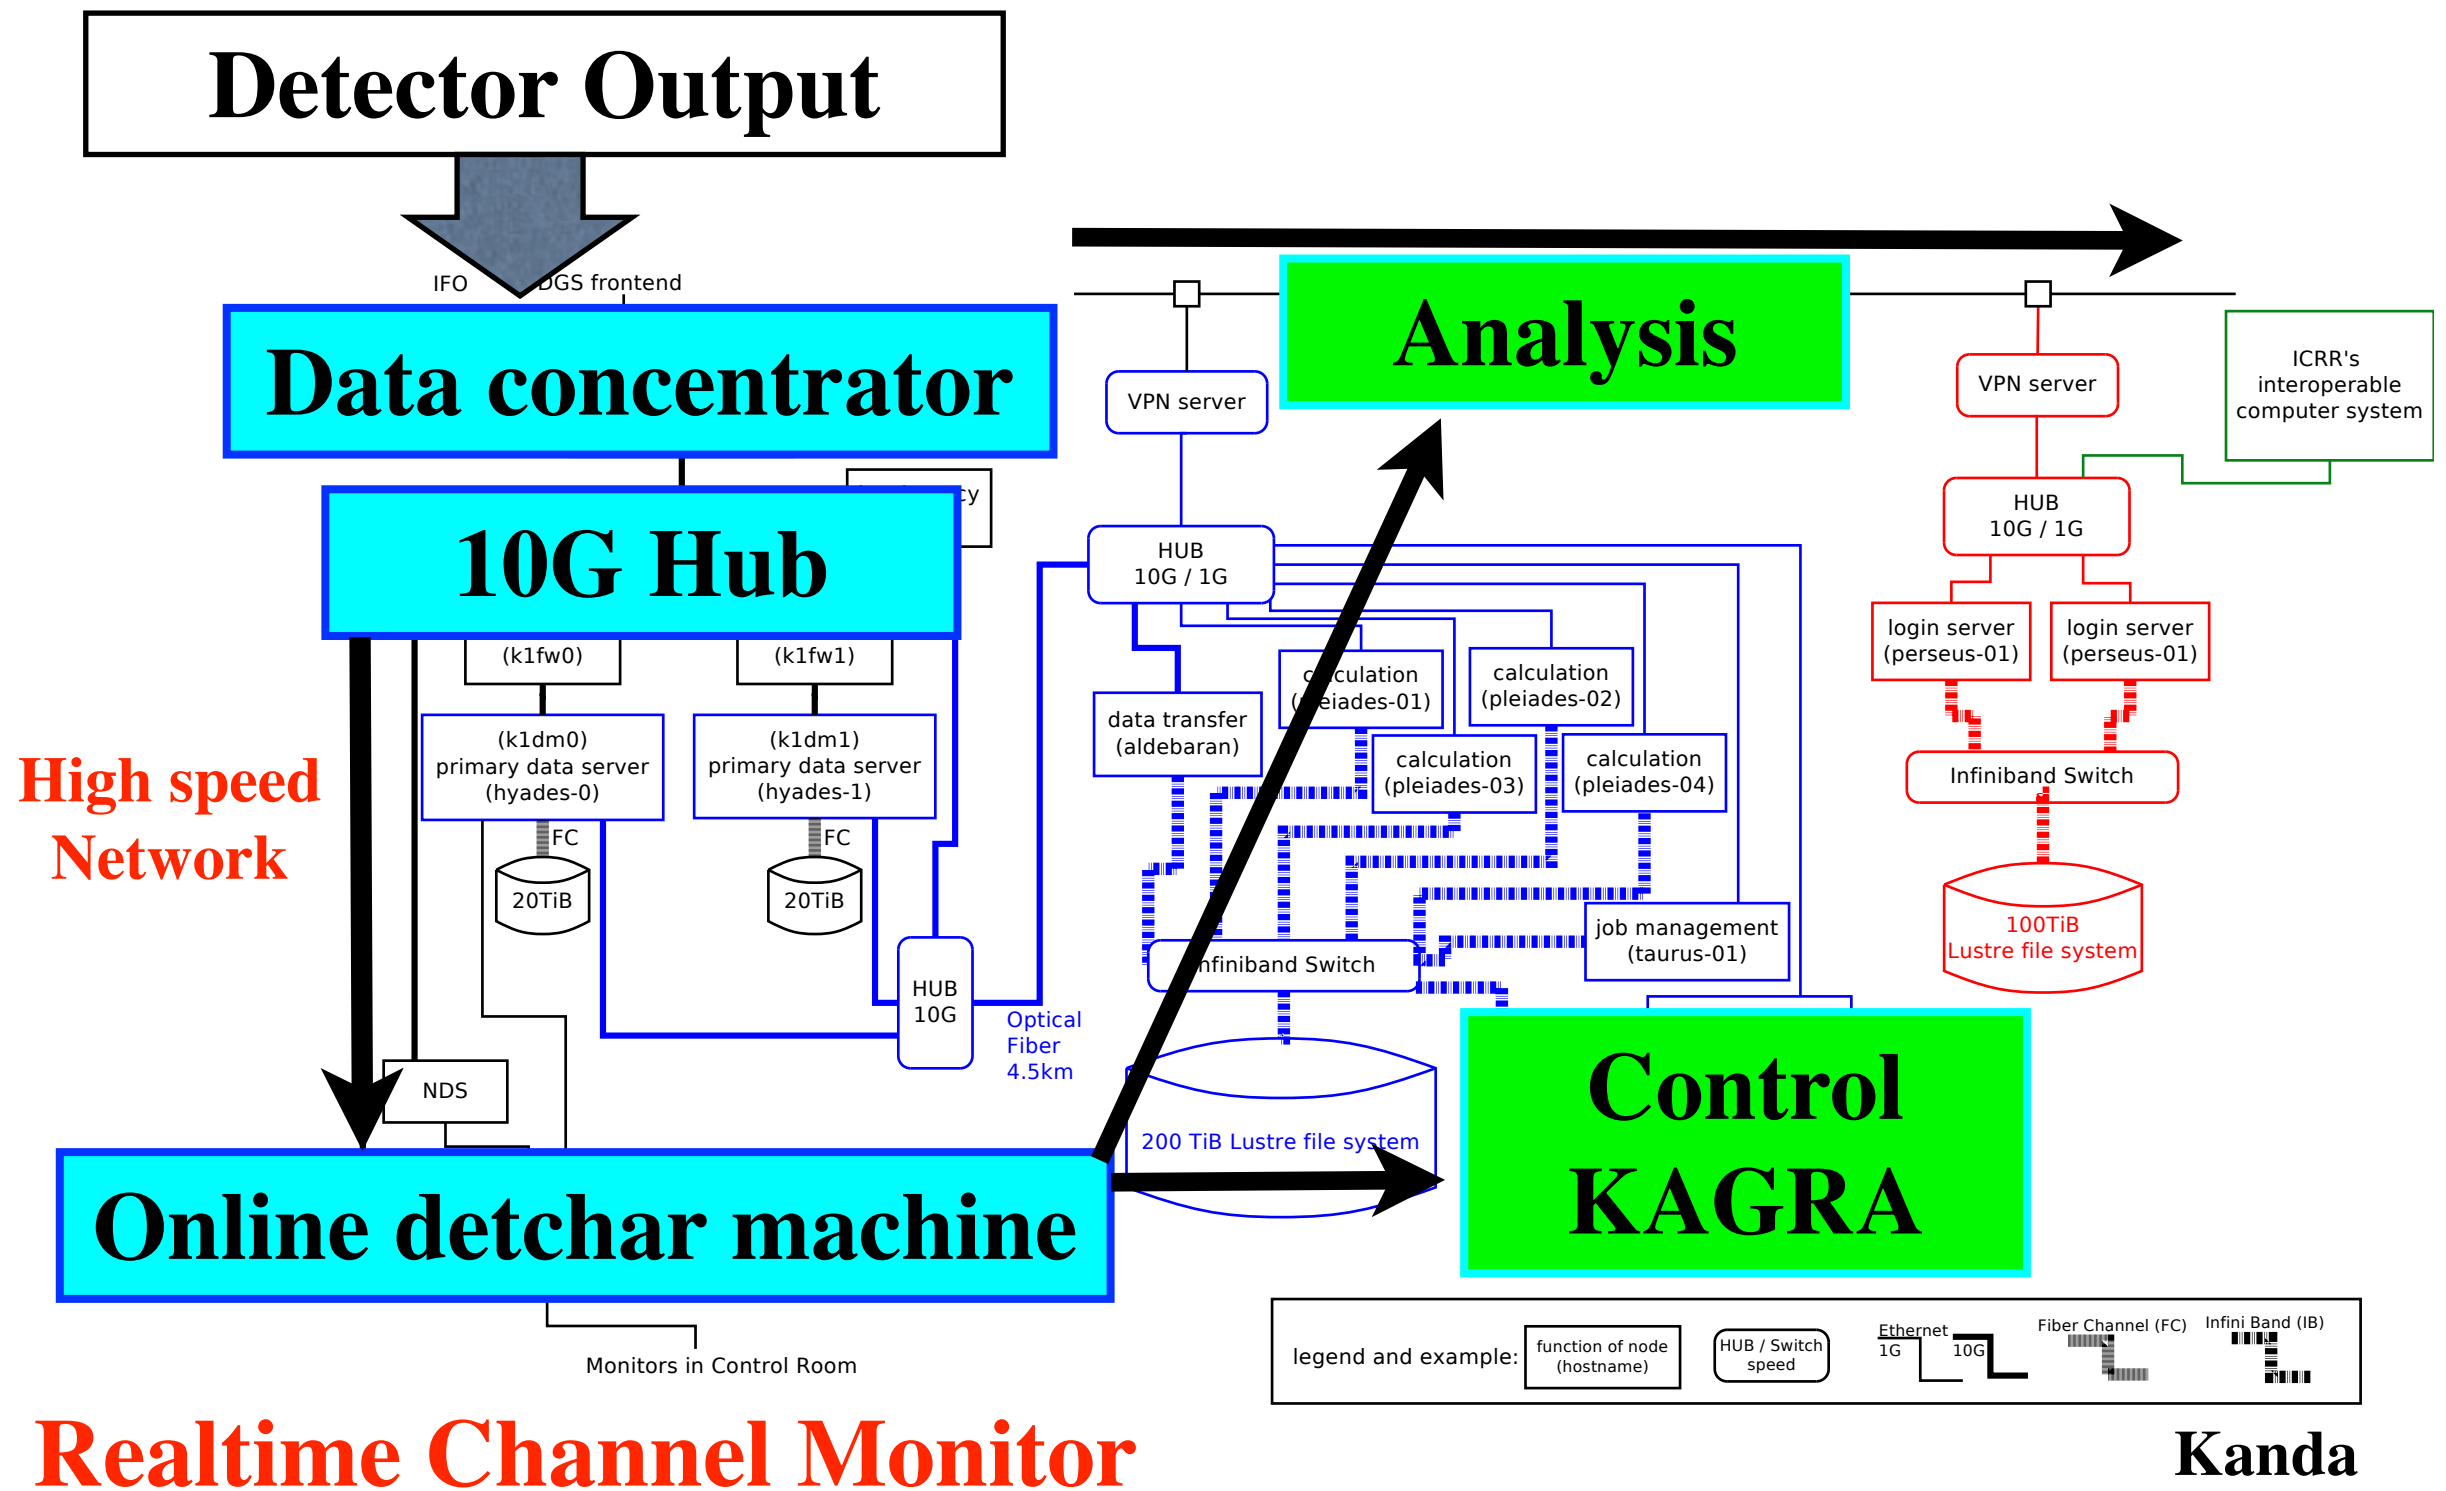 Detector Output
IFO
DGS frontend
Data concentrator
10G Hub
cy
(k1fw0)
(k1fw1)
(k1dm0)
primary data server
(hyades-0)
(k1dm1)
primary data server
(hyades-1)
FC
FC
20TiB
20TiB
High speed
Network
HUB
10G
Optical
Fiber
4.5km
NDS
Online detchar machine
Monitors in Control Room
Realtime Channel Monitor
Analysis
VPN server
HUB
10G / 1G
data transfer
(aldebaran)
calculation
(pleiades-01)
calculation
(pleiades-02)
calculation
(pleiades-03)
calculation
(pleiades-04)
job management
(taurus-01)
Infiniband Switch
200 TiB Lustre file system
Control
KAGRA
VPN server
ICRR's
interoperable
computer system
HUB
10G / 1G
login server
(perseus-01)
login server
(perseus-01)
Infiniband Switch
100TiB
Lustre file system
legend and example:
function of node
(hostname)
HUB / Switch
speed
Ethernet
1G
10G
Fiber Channel (FC)
Infini Band (IB)
Kanda